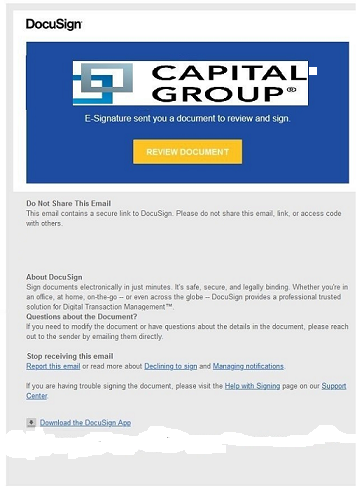 DocuSign
CAPITAL
GROUP®
E-Signature sent you a document to review and sign.
REVIEW DOCUMENT
Do Not Share This Email
This email contains a secure link to DocuSign. Please do not share this email, link, or access code
with others.
About DocuSign
Sign documents electronically in just minutes. It's safe, secure, and legally binding. Whether you're in
an office, at home, on-the-go -- or even across the globe -- DocuSign provides a professional trusted
solution for Digital Transaction Management™.
Questions about the Document?
If you need to modify the document or have questions about the details in the document, please reach
out to the sender by emailing them directly.
Stop receiving this email
Report this email or read more about Declining to sign and Managing notifications.
If you are having trouble signing the document, please visit the Help with Signing page on our Support
Center.
Download the DocuSign App